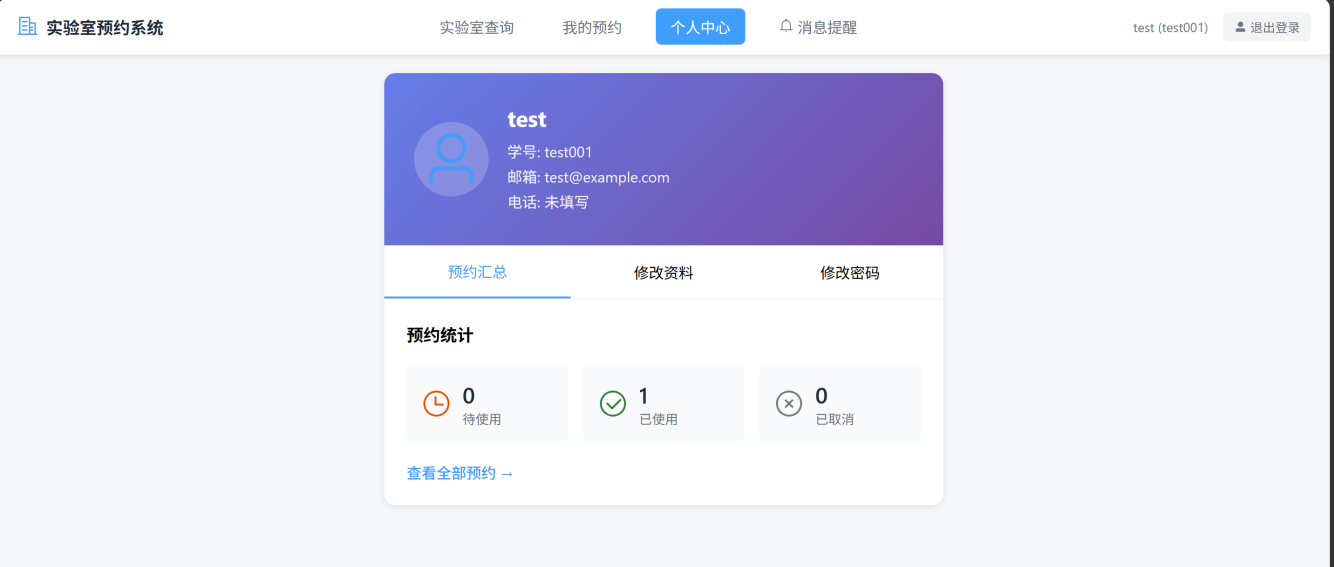 实验室预约系统
实验室查询
我的预约
个人中心
消息提醒
test (test001)
退出登录
test
学号: test001
邮箱: test@example.com
电话: 未填写
预约汇总
修改资料
修改密码
预约统计
0
待使用
1
已使用
0
已取消
查看全部预约 →